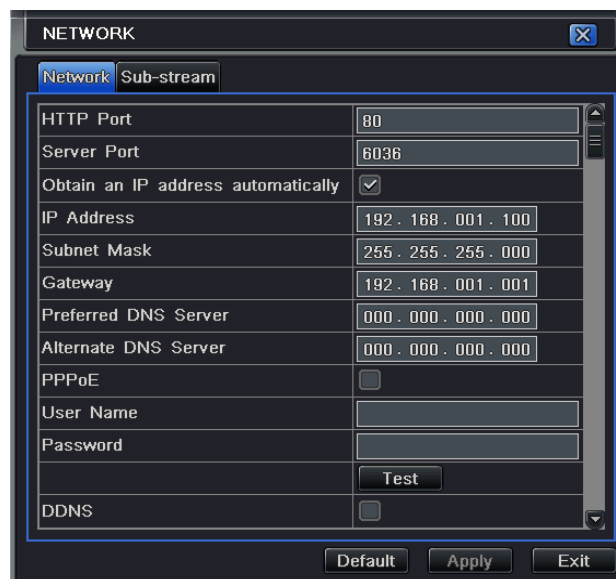 NETWORK
Network Sub-stream
HTTP Port 80
Server Port 6036
Obtain an IP address automatically
IP Address 192 . 168 . 001 . 100
Subnet Mask 255 . 255 . 255 . 000
Gateway 192 . 168 . 001 . 001
Preferred DNS Server 000 . 000 . 000 . 000
Alternate DNS Server 000 . 000 . 000 . 000
PPPoE
User Name
Password
Test
DDNS
Default Apply Exit